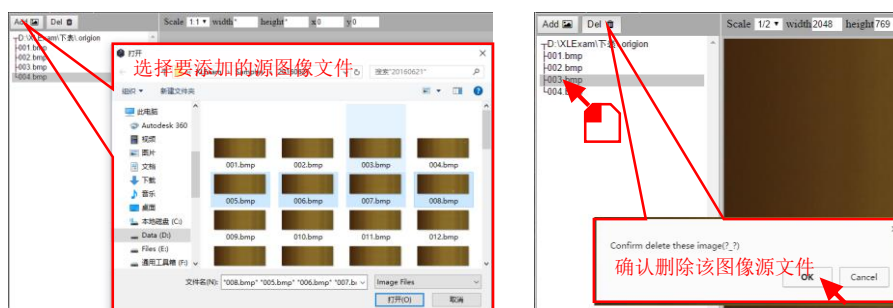 Add Del Scale 1:1 width height x 0 y 0
D:\XLExam\下表\.origion
001.bmp
002.bmp
003.bmp
004.bmp
打开
选择要添加的源图像文件
搜索"20160621"
组织 新建文件夹
此电脑
Autodesk 360
视频
图片
文档
下载
音乐
桌面
本地磁盘 (C:)
Data (D:)
Files (E:)
通用工具箱 (F:)
001.bmp 002.bmp 003.bmp 004.bmp
005.bmp 006.bmp 007.bmp 008.bmp
009.bmp 010.bmp 011.bmp 012.bmp
文件名(N): "008.bmp" "005.bmp" "006.bmp" "007.b Image Files
打开(O) 取消
Add Del Scale 1/2 width 2048 height 769
D:\XLExam\下表\.origion
001.bmp
002.bmp
003.bmp
004.
Confirm delete these image(?_?)
确认删除该图像源文件
OK Cancel